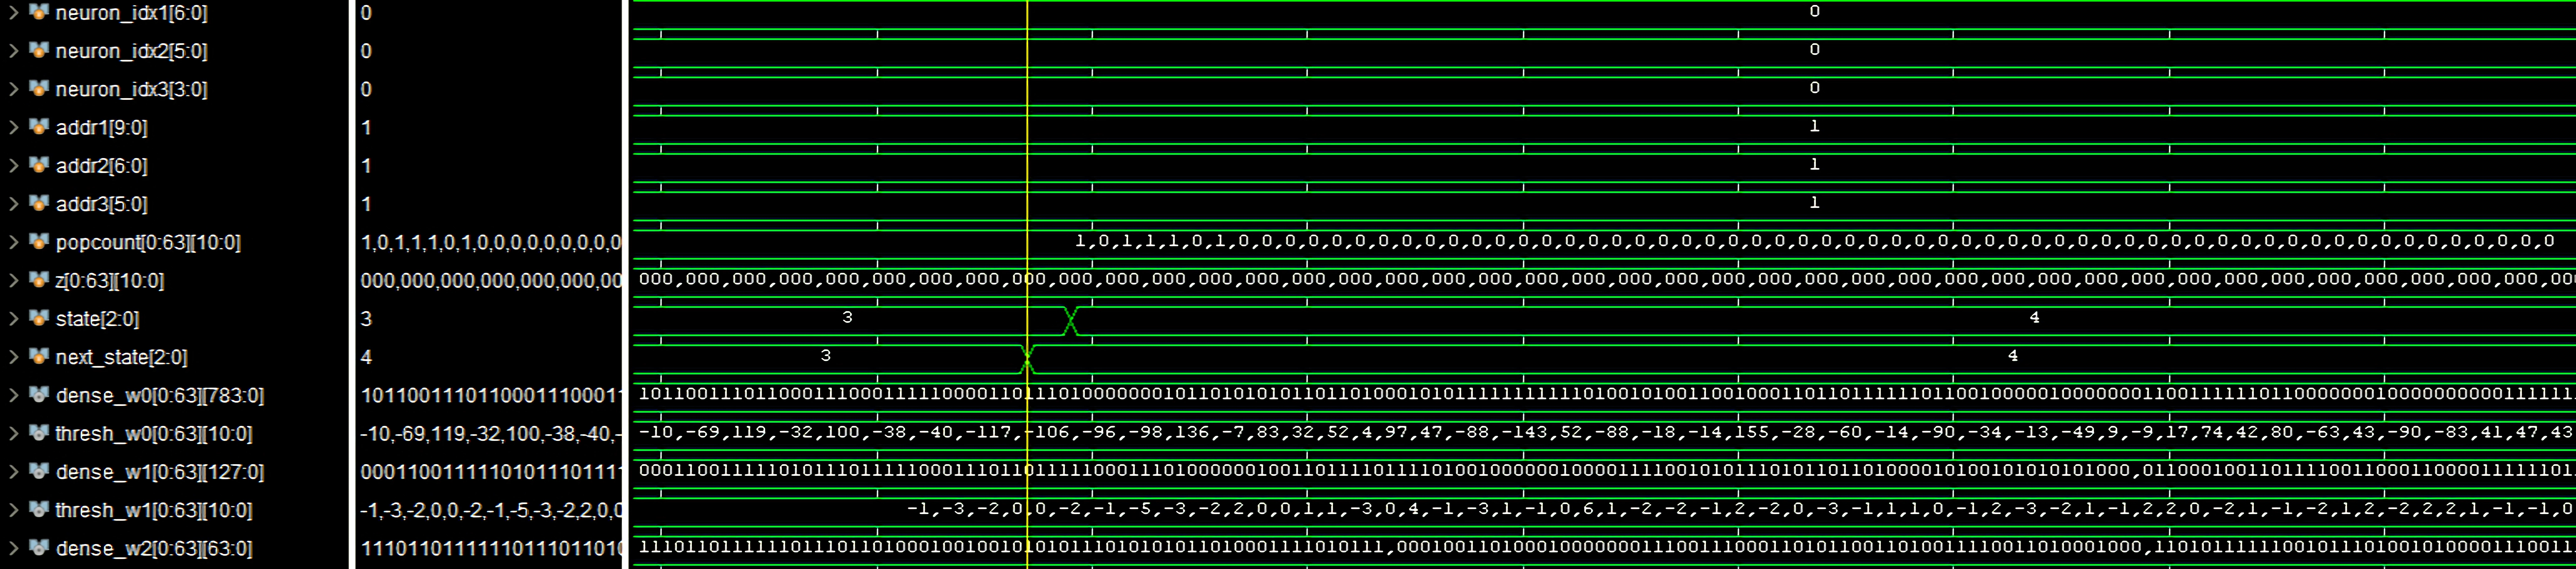 neuron_idx1[6:0] 0 0
neuron_idx2[5:0] 0 0
neuron_idx3[3:0] 0 0
addr1[9:0] 1 1
addr2[6:0] 1 1
addr3[5:0] 1 1
popcount[0:63][10:0] 1,0,1,1,1,0,1,0,0,0,0,0,0,0,0,0 1,0,1,1,1,0,1,0,0,0,0,0,0,0,0,0,0,0,0,0,0,0,0,0,0,0,0,0,0,0,0,0,0,0,0,0,0,0,0,0,0,0,0,0,0,0,0,0,0,0,0,0,0,0,0,0,0,0,0,0,0,0,0,0
z[0:63][10:0] 000,000,000,000,000,000,00 000,000,000,000,000,000,000,000,000,000,000,000,000,000,000,000,000,000,000,000,000,000,000,000,000,000,000,000,000,000,000,000,000,000,000,000,000,000,000,000,000,00
state[2:0] 3 3 4
next_state[2:0] 4 3 4
dense_w0[0:63][783:0] 1011001110110001110001
thresh_w0[0:63][10:0] -10,-69,119,-32,100,-38,-40,- -10,-69,119,-32,100,-38,-40,-117,-106,-96,-98,136,-7,83,32,52,4,97,47,-88,-143,52,-88,-18,-14,155,-28,-60,-14,-90,-34,-13,-49,9,-9,17,74,42,80,-63,43,-90,-83,41,47,43
dense_w1[0:63][127:0] 00011001111101011101111
thresh_w1[0:63][10:0] -1,-3,-2,0,0,-2,-1,-5,-3,-2,2,0,0 -1,-3,-2,0,0,-2,-1,-5,-3,-2,2,0,0,1,1,-3,0,4,-1,-3,1,-1,0,6,1,-2,-2,-1,2,-2,0,-3,-1,1,0,-1,2,-3,-2,1,-1,2,2,0,-2,1,-1,-2,1,-2,-2,2,1,-1,-1,0
dense_w2[0:63][63:0] 1110110111111011101101